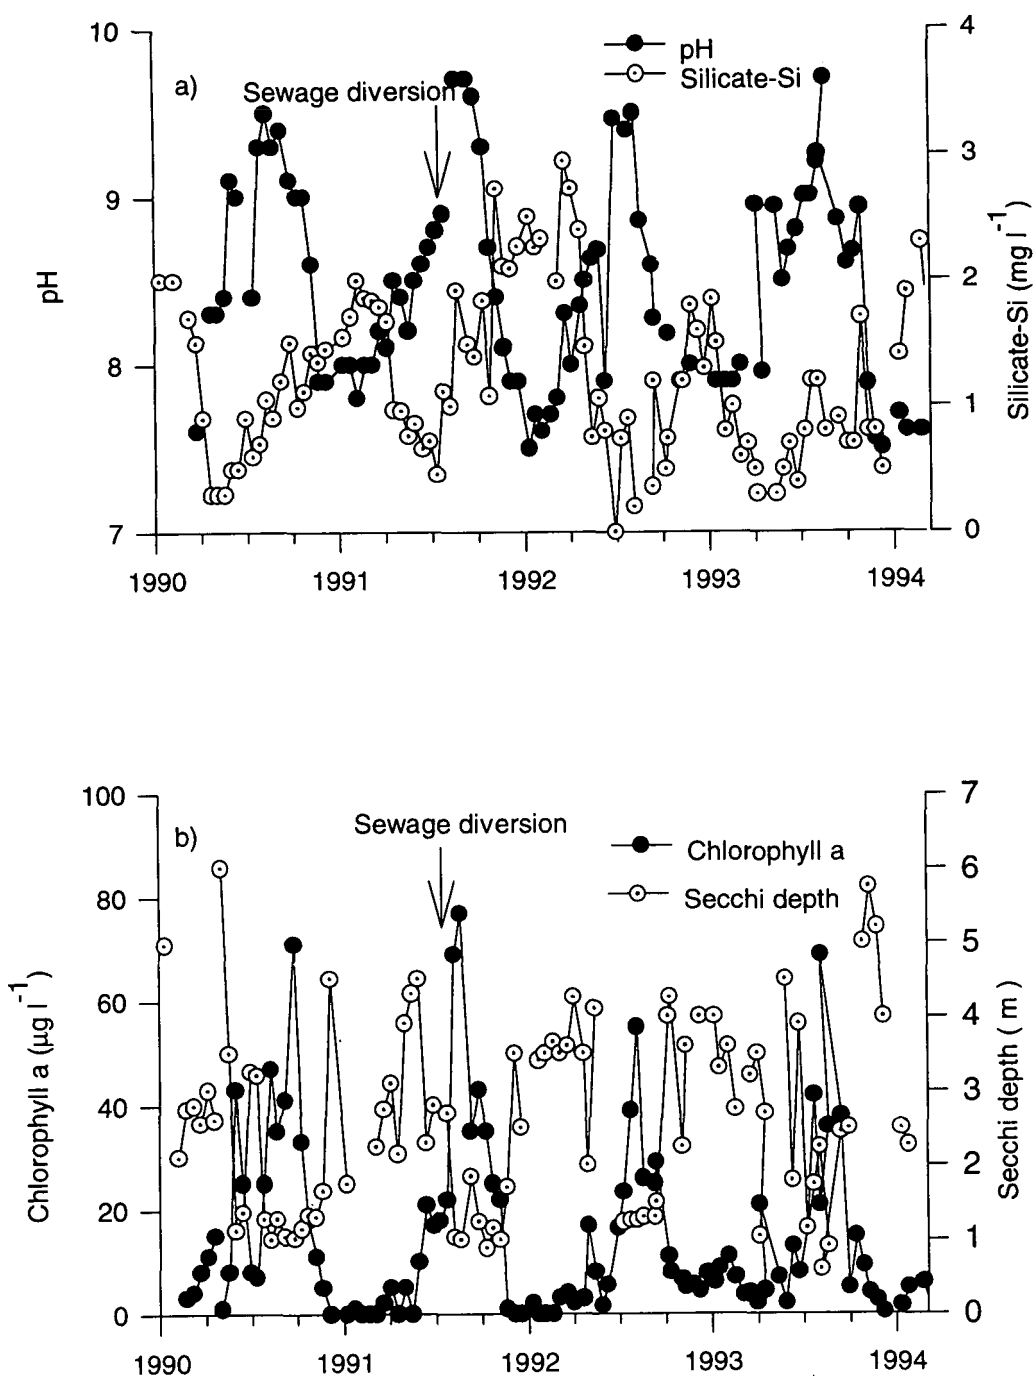 10
9
8
7
pH
a)
Sewage diversion
pH
Silicate-Si
4
3
2
1
0
Sillicate-Si (mg l-1)
1990
1991
1992
1993
1994
100
80
60
40
20
0
Chlorophyll a (µg l-1)
b)
Sewage diversion
Chlorophyll a
Secchi depth
7
6
5
4
3
2
1
0
Secchi depth ( m )
1990
1991
1992
1993
1994